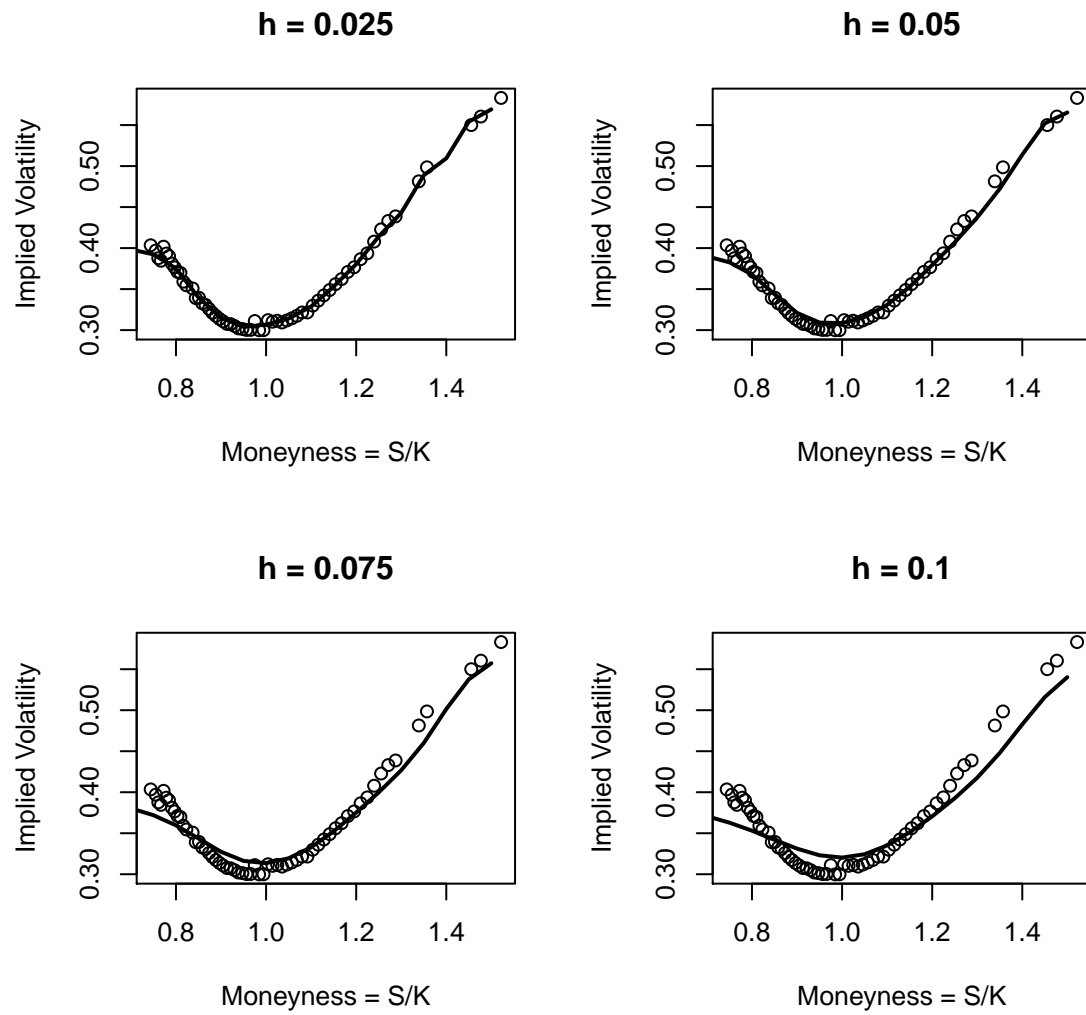 h = 0.025
Implied Volatility
0.30 0.40 0.50
0.8 1.0 1.2 1.4
Moneyness = S/K
h = 0.05
Implied Volatility
0.30 0.40 0.50
0.8 1.0 1.2 1.4
Moneyness = S/K
h = 0.075
Implied Volatility
0.30 0.40 0.50
0.8 1.0 1.2 1.4
Moneyness = S/K
h = 0.1
Implied Volatility
0.30 0.40 0.50
0.8 1.0 1.2 1.4
Moneyness = S/K